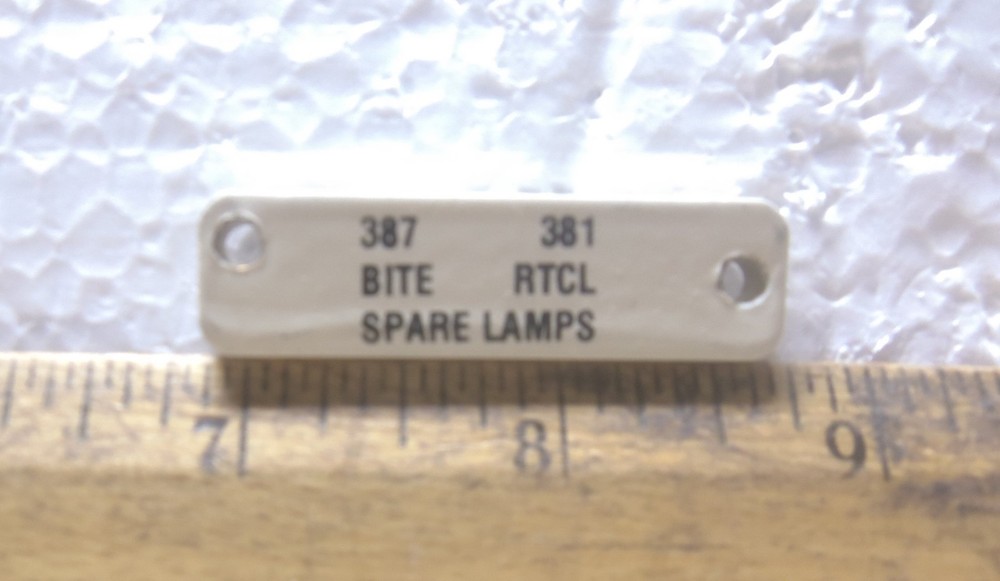 387 381
BITE RTCL
SPARE LAMPS
7 8 9